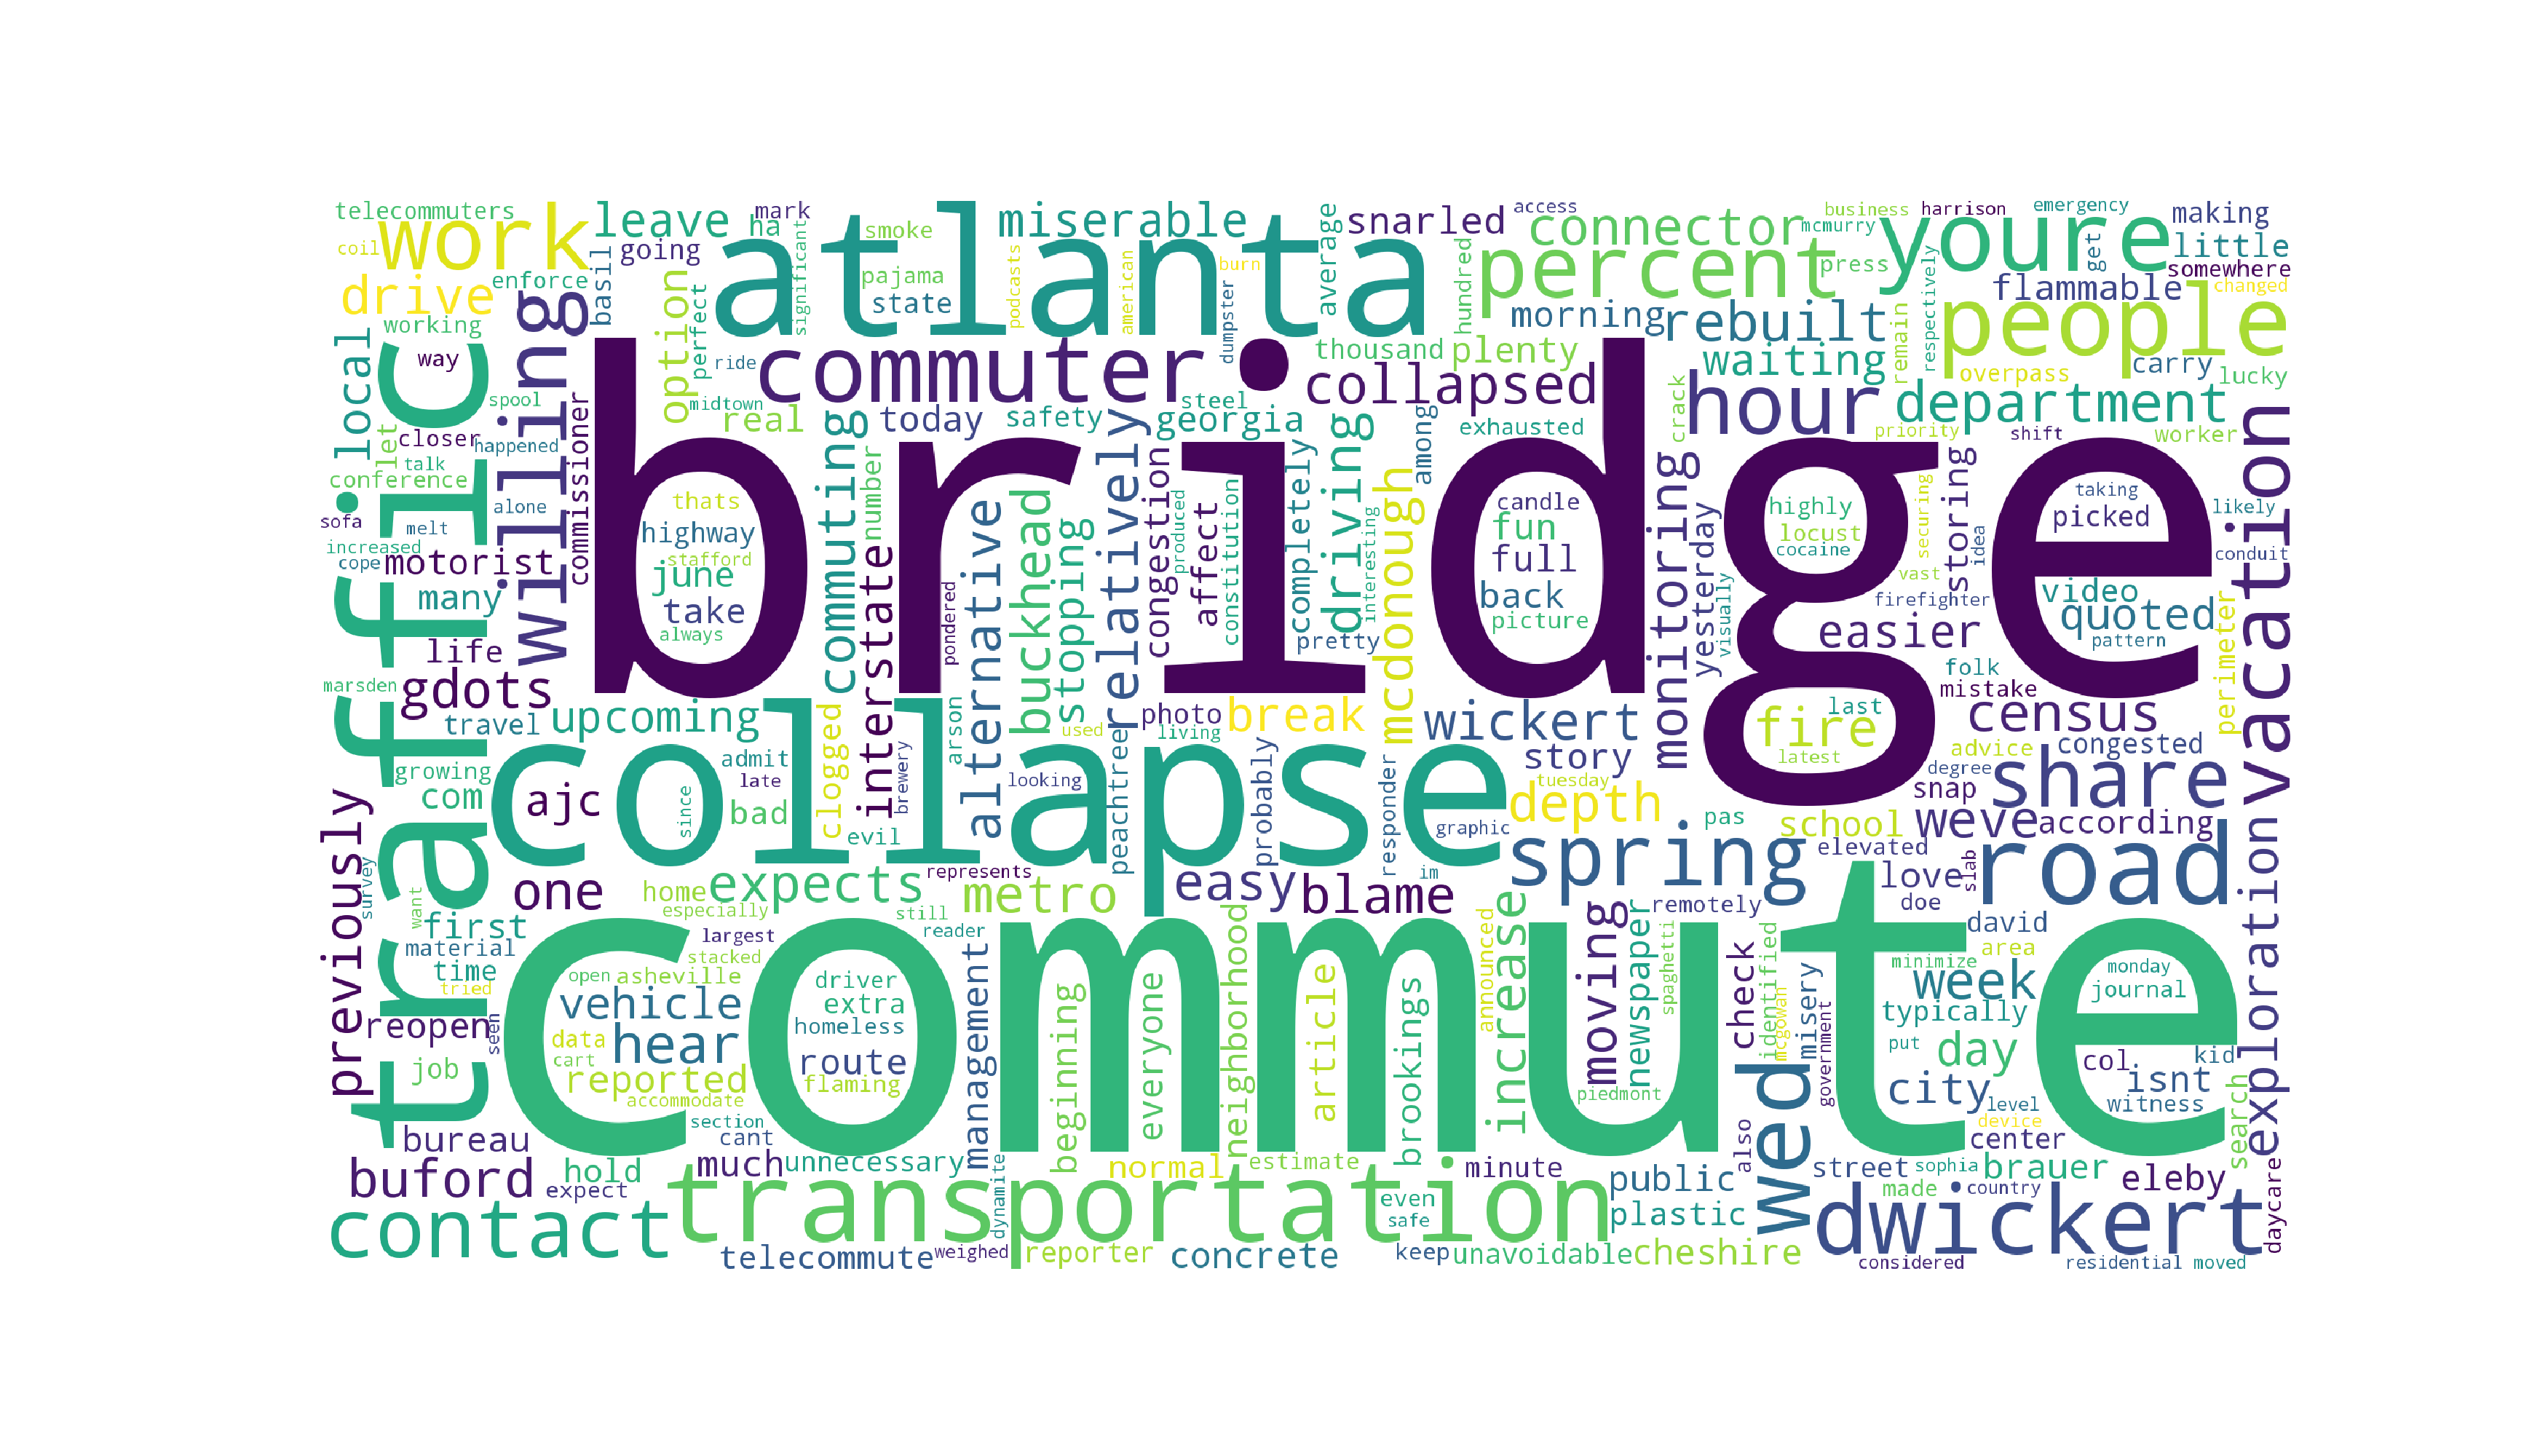 telecommuters
work
leave
ha
mark
atlanta
smoke
miserable
average
snarled
access
connector
mcmurry
business
harrison
emergency
making
youre
little
coil
drive
enforce
basil
going
option
perfect
significant
pajama
state
podcasts
american
burn
dumpster
hundred
percent
press
get
somewhere
flammable
changed
people
local
working
way
willing
ride
commuter
thousand
plenty
morning
rebuilt
waiting
remain
respectively
overpass
carry
lucky
traffic
spool
closer
happened
talk
conference
let
commissioner
midtown
real
today
safety
steel
georgia
collapsed
exhausted
among
crack
hour
department
priority
shift
worker
bridge
sofa
melt
alone
increased
cope
motorist
many
life
marsden
gdots
travel
thats
highway
stafford
june
take
always
commuting
number
interstate
pondered
alternative
buckhead
stopping
relatively
congestion
produced
affect
constitution
completely
pretty
driving
interesting
mcdonough
candle
fun
full
back
picture
monitoring
yesterday
visually
highly
locust
cocaine
vast
firefighter
securing
storing
idea
taking
picked
likely
conduit
video
quoted
pattern
easier
folk
mistake
perimeter
vacation
upcoming
growing
com
ajc
collapse
since
admit
late
bad
clogged
evil
brewery
arson
looking
used
peachtree
photo
living
break
probably
responder
wickert
story
tuesday
graphic
depth
fire
last
latest
census
advice
congested
degree
snap
share
previously
survey
one
want
first
material
time
tried
home
especially
expects
represents
still
reader
metro
easy
blame
im
spring
pas
school
elevated
weve
according
love
slab
doe
road
exploration
reopen
seen
job
commute
largest
stacked
open
asheville
vehicle
data
hear
cart
reported
accommodate
section
driver
extra
homeless
route
flaming
management
beginning
everyone
neighborhood
article
brookings
announced
increase
moving
newspaper
spaghetti
remotely
piedmont
check
identified
mcgowan
misery
government
david
area
minimize
week
typically
put
day
monday
journal
col
kid
city
level
isnt
witness
device
search
bureau
buford
hold
expect
cant
much
unnecessary
dynamite
normal
estimate
minute
public
also
wed
center
street
sophia
brauer
eleby
daycare
contact
transportation
even
safe
plastic
made
country
dwickert
telecommute
weighed
reporter
concrete
keep
unavoidable
cheshire
considered
residential
moved